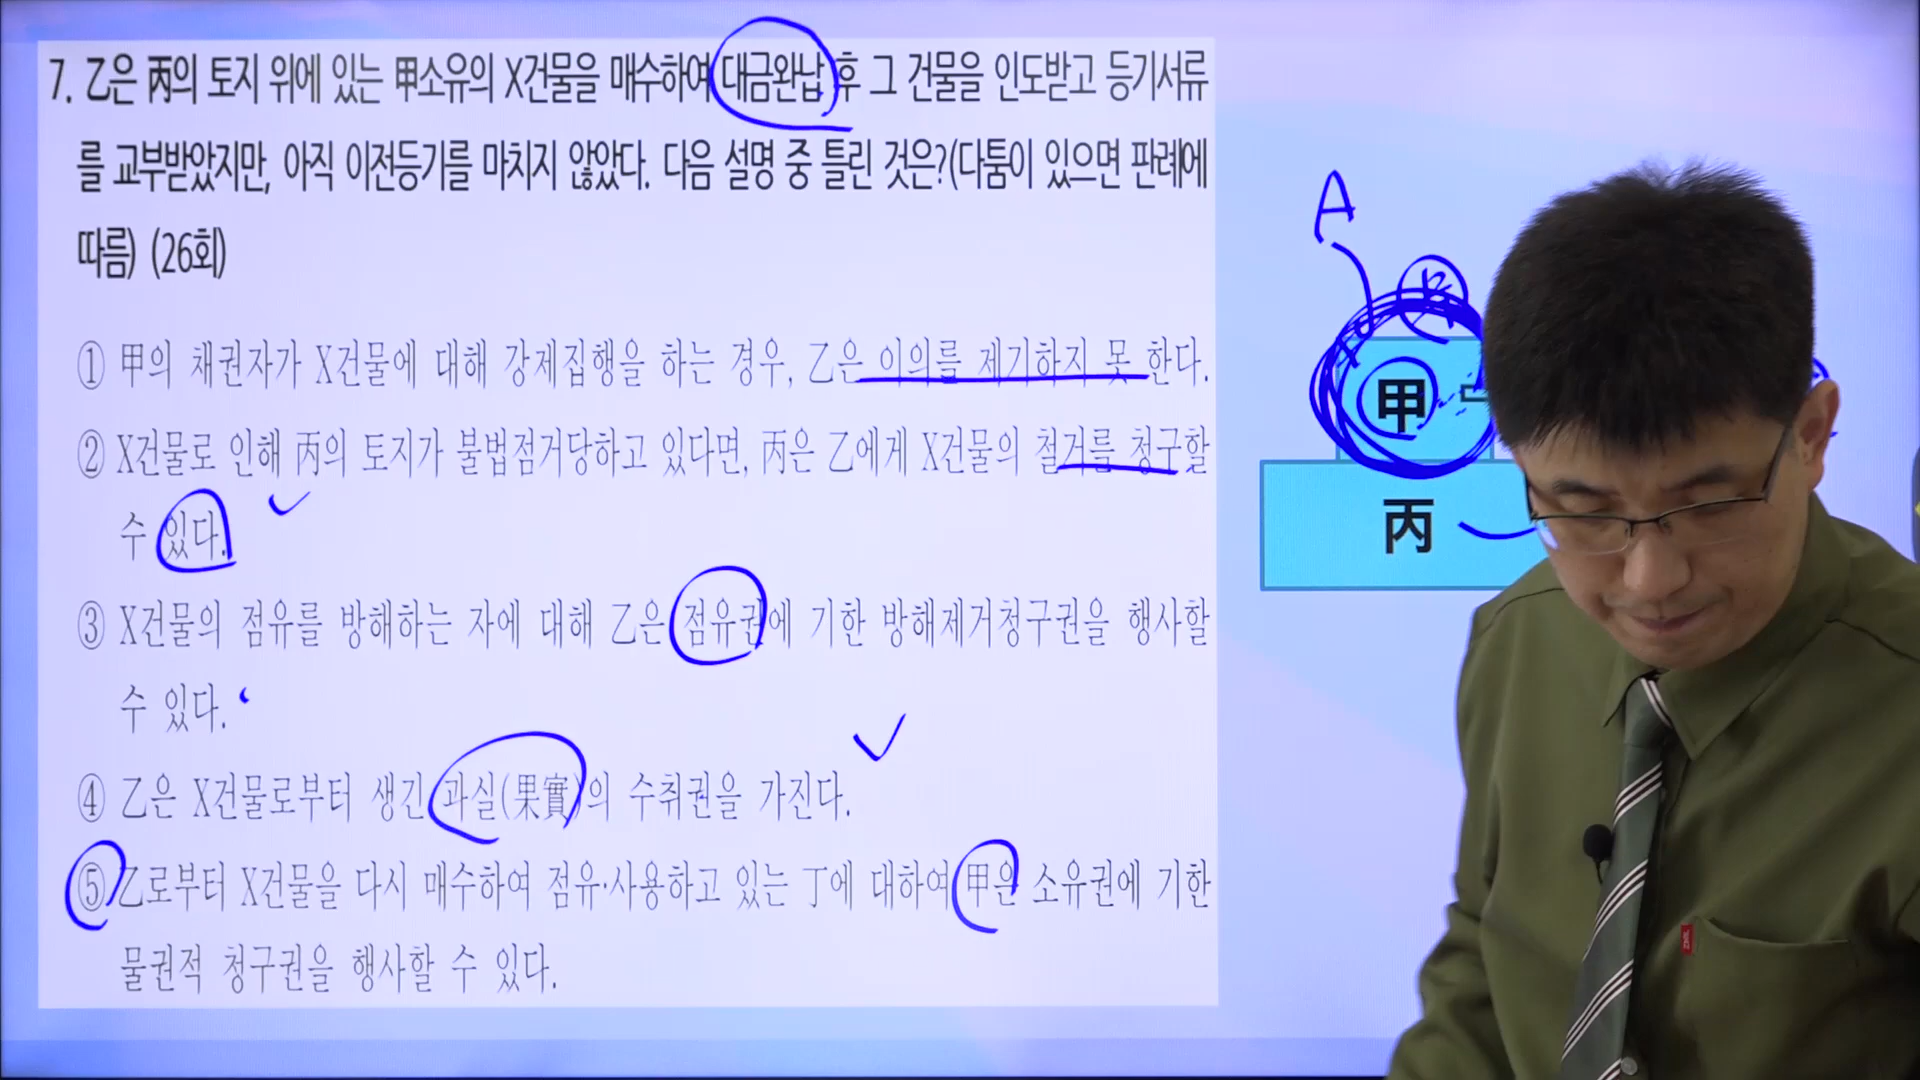 7. 乙은 丙의 토지 위에 있는 甲소유의 X건물을 매수하여 대금완납 후 그 건물을 인도받고 등기서류
를 교부받았지만, 아직 이전등기를 마치지 않았다. 다음 설명 중 틀린 것은?(다툼이 있으면 판례에
따름) (26회)
① 甲의 채권자가 X건물에 대해 강제집행을 하는 경우, 乙은 이의를 제기하지 못 한다.
② X건물로 인해 丙의 토지가 불법점거당하고 있다면, 丙은 乙에게 X건물의 철거를 청구할
수 있다.
③ X건물의 점유를 방해하는 자에 대해 乙은 점유권에 기한 방해제거청구권을 행사할
수 있다.
④ 乙은 X건물로부터 생긴 과실(果實)의 수취권을 가진다.
⑤ 乙로부터 X건물을 다시 매수하여 점유·사용하고 있는 丁에 대하여 甲은 소유권에 기한
물권적 청구권을 행사할 수 있다.
A
甲
丙